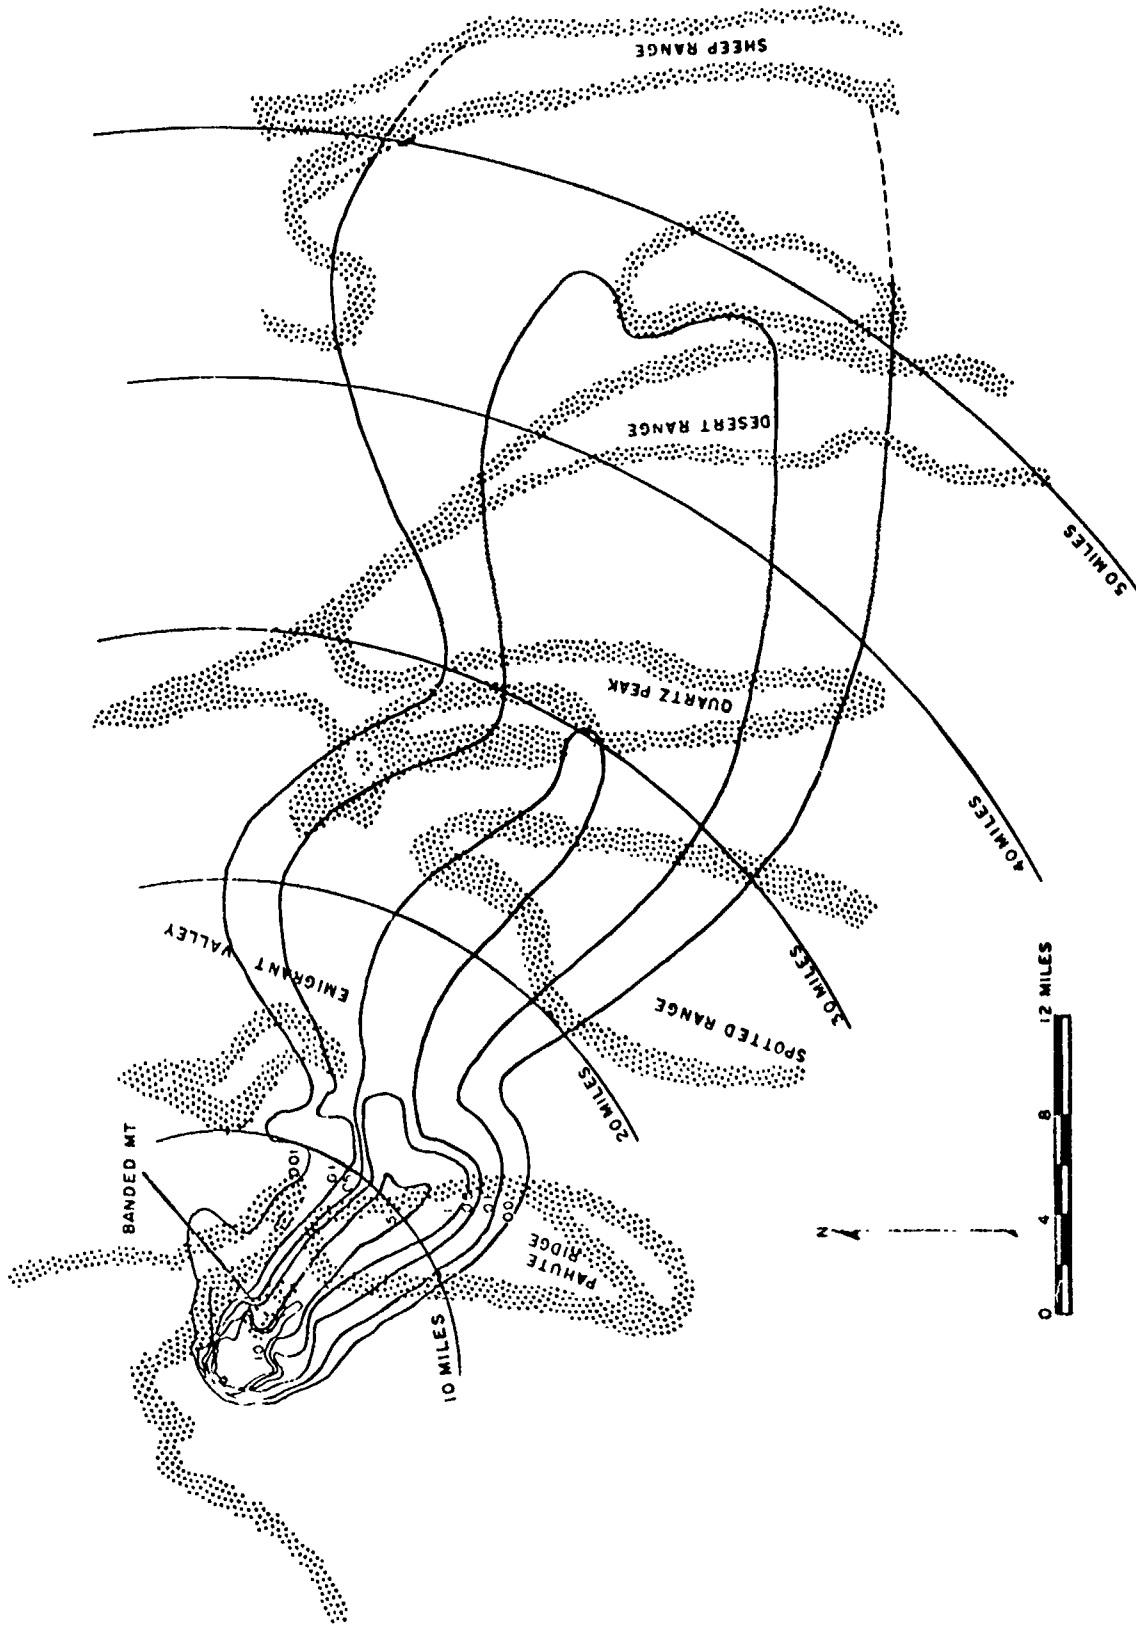 SHEEP RANGE
DESERT RANGE
50 MILES
QUARTZ PEAK
40 MILES
EMIGRANT VALLEY
30 MILES
SPOTTED RANGE
20 MILES
BANDED MT
PAHUTE
RIDGE
10 MILES
N
0 4 8 12 MILES